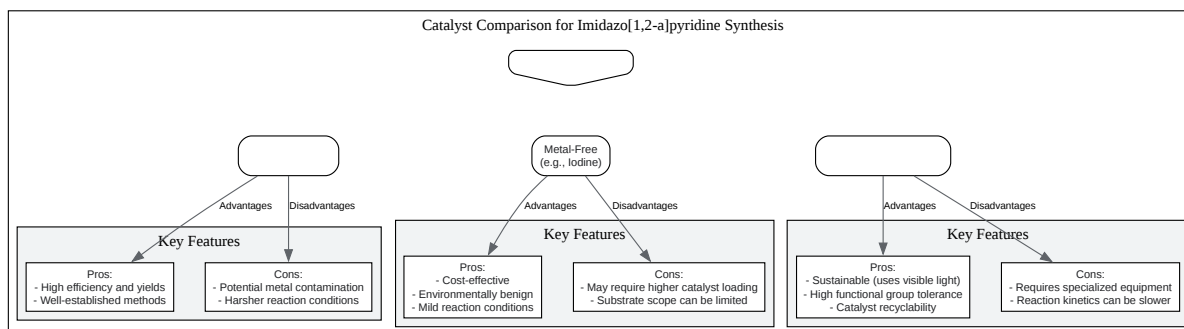 Catalyst Comparison for Imidazo[1,2-a]pyridine Synthesis
Metal-Free
(e.g., Iodine)
Advantages
Disadvantages
Advantages
Disadvantages
Advantages
Disadvantages
Key Features
Pros:
- High efficiency and yields
- Well-established methods
Cons:
- Potential metal contamination
- Harsher reaction conditions
Key Features
Pros:
- Cost-effective
- Environmentally benign
- Mild reaction conditions
Cons:
- May require higher catalyst loading
- Substrate scope can be limited
Key Features
Pros:
- Sustainable (uses visible light)
- High functional group tolerance
- Catalyst recyclability
Cons:
- Requires specialized equipment
- Reaction kinetics can be slower